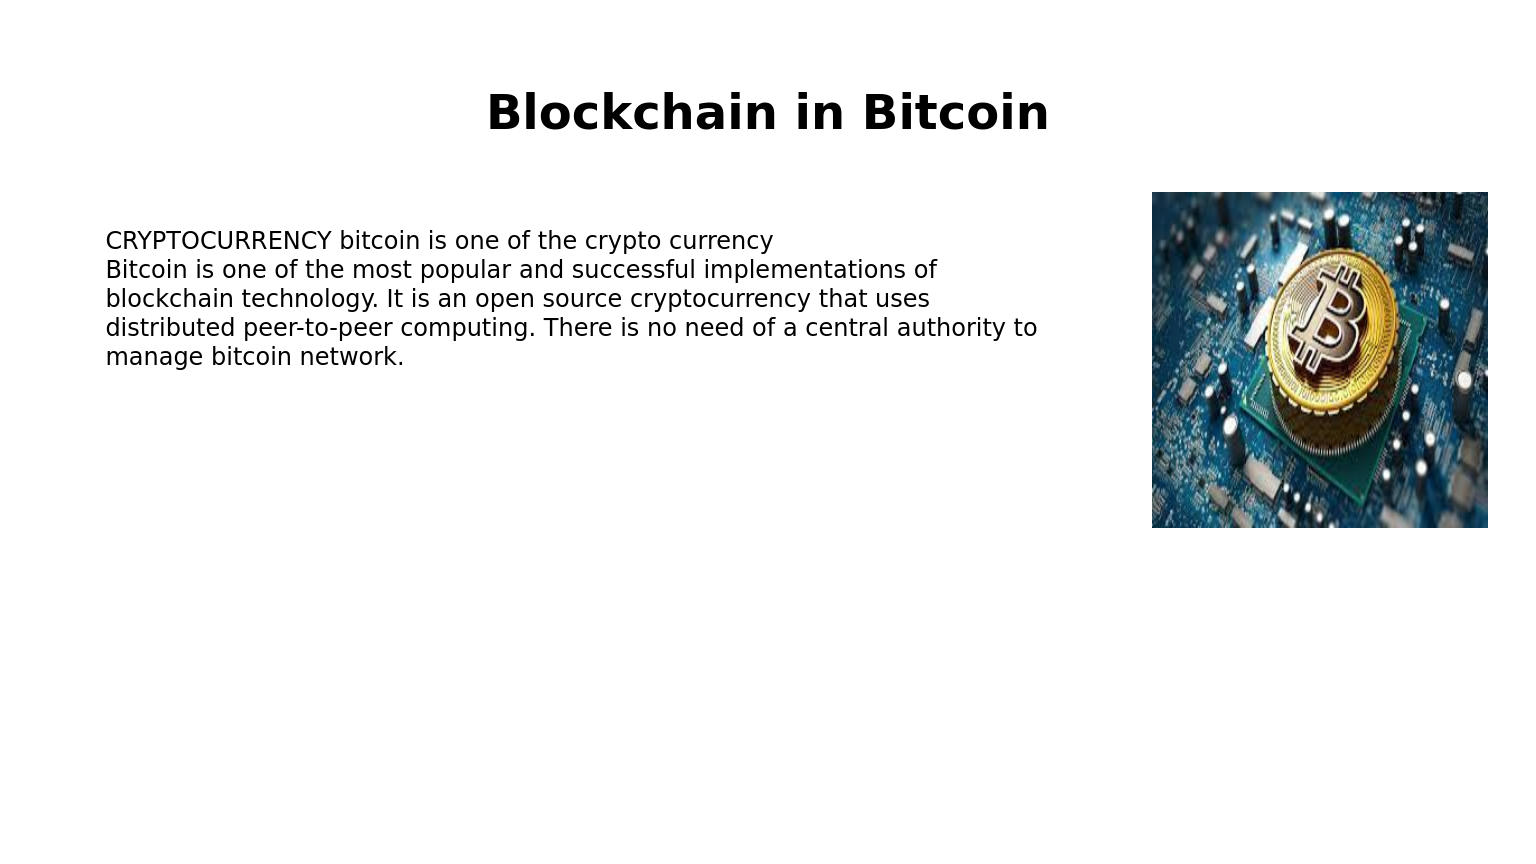 Blockchain in Bitcoin
CRYPTOCURRENCY bitcoin is one of the crypto currency
Bitcoin is one of the most popular and successful implementations of
blockchain technology. It is an open source cryptocurrency that uses
distributed peer-to-peer computing. There is no need of a central authority to
manage bitcoin network.